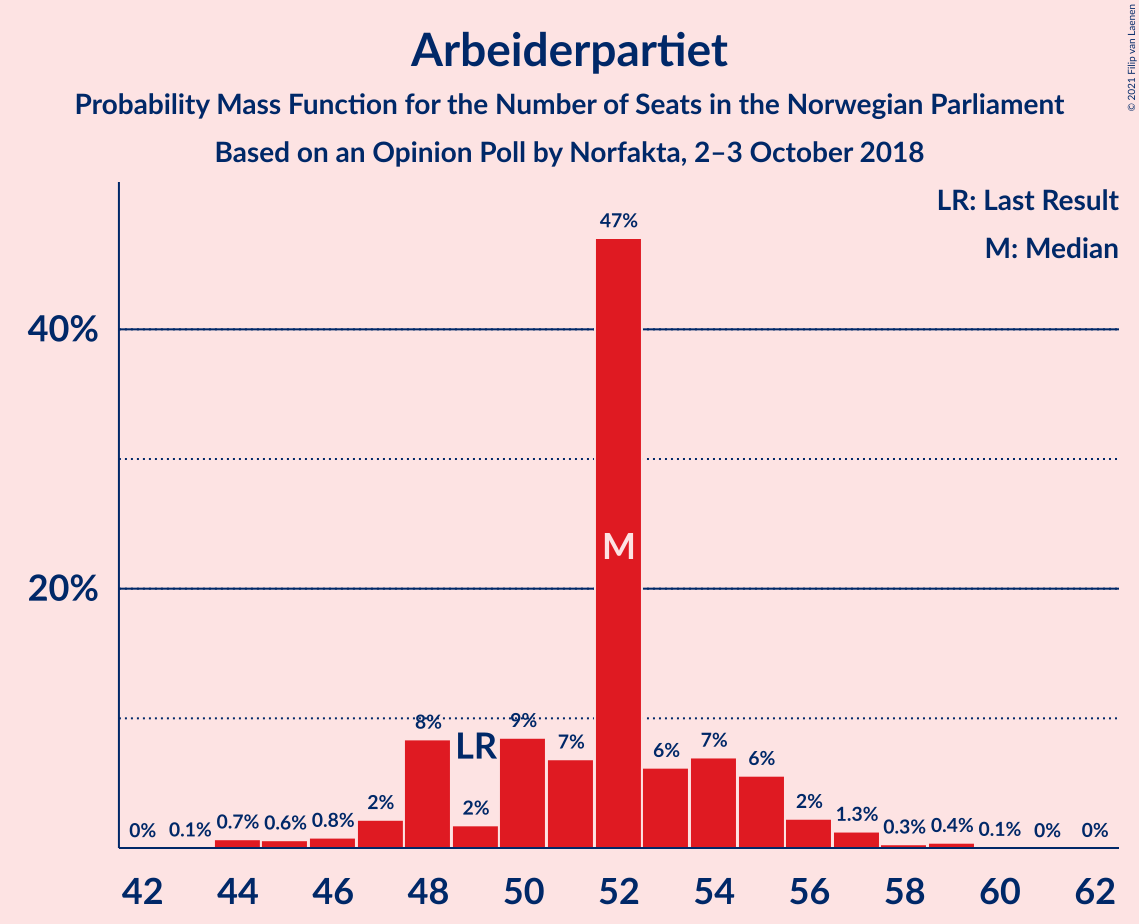 Arbeiderpartiet
Probability Mass Function for the Number of Seats in the Norwegian Parliament
Based on an Opinion Poll by Norfakta, 2–3 October 2018
© 2021 Filip van Laenen
LR: Last Result
M: Median
40%
20%
0%
0.1%
0.7%
0.6%
0.8%
2%
8%
LR
2%
9%
7%
47%
M
6%
7%
6%
2%
1.3%
0.3%
0.4%
0.1%
0%
0%
42 44 46 48 50 52 54 56 58 60 62